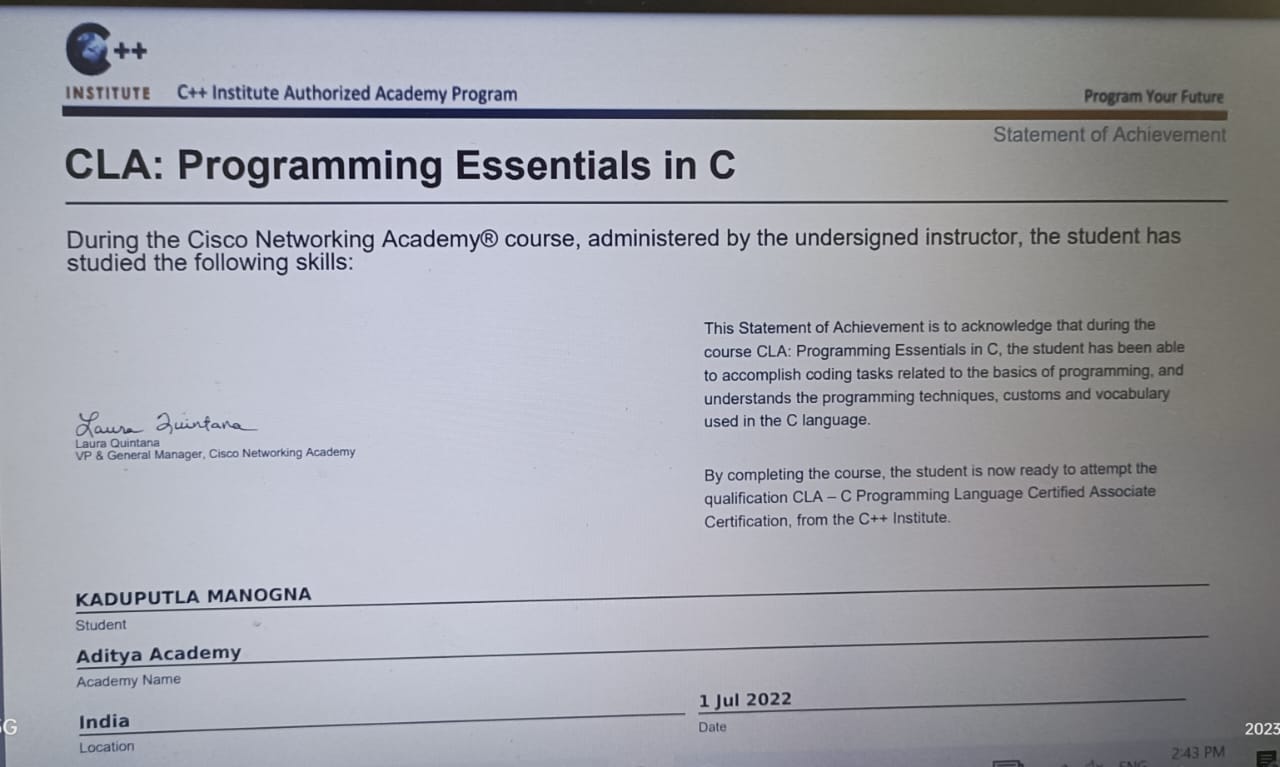 C++
INSTITUTE
C++ Institute Authorized Academy Program
Program Your Future
Statement of Achievement
CLA: Programming Essentials in C
During the Cisco Networking Academy® course, administered by the undersigned instructor, the student has
studied the following skills:
This Statement of Achievement is to acknowledge that during the
course CLA: Programming Essentials in C, the student has been able
to accomplish coding tasks related to the basics of programming, and
understands the programming techniques, customs and vocabulary
used in the C language.
Laura Quintana
Laura Quintana
VP & General Manager, Cisco Networking Academy
By completing the course, the student is now ready to attempt the
qualification CLA – C Programming Language Certified Associate
Certification, from the C++ Institute.
KADUPUTLA MANOGNA
Student
Aditya Academy
Academy Name
India
Location
1 Jul 2022
Date
2023
2:43 PM
ENG